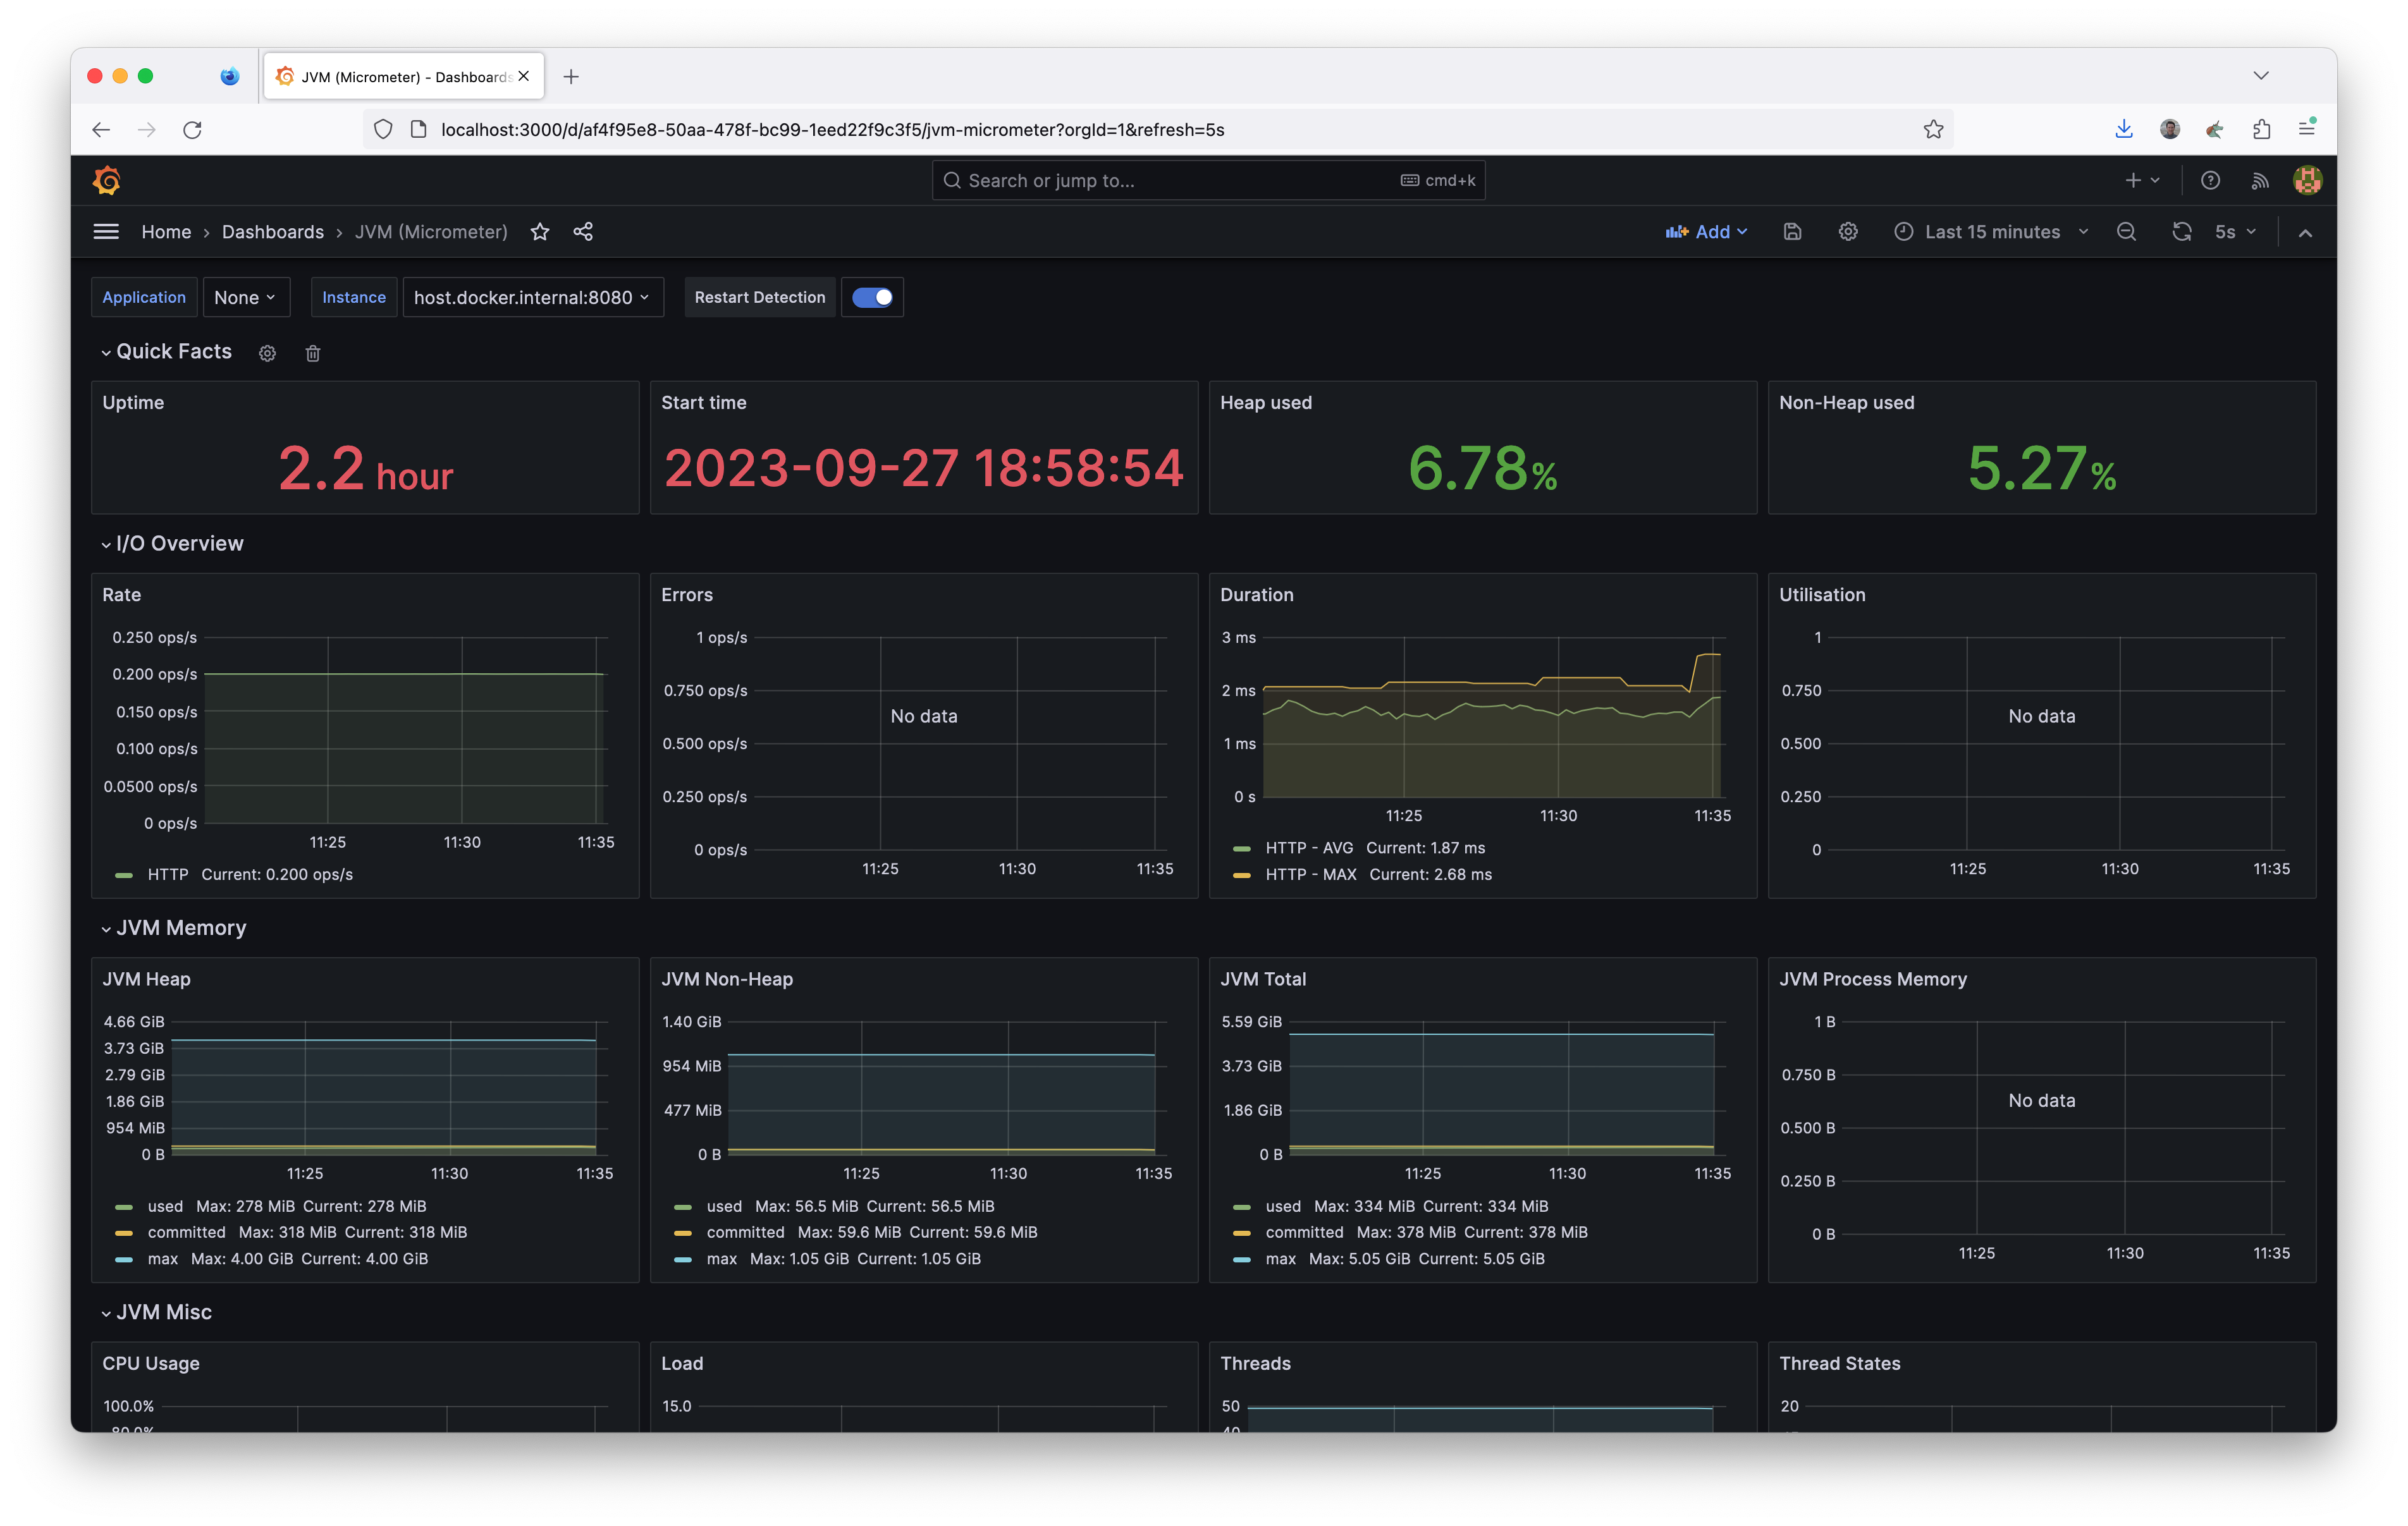 JVM (Micrometer) - Dashboards
localhost:3000/d/af4f95e8-50aa-478f-bc99-1eed22f9c3f5/jvm-micrometer?orgId=1&refresh=5s
Search or jump to... cmd+k
Home › Dashboards › JVM (Micrometer) Add Last 15 minutes 5s
Application None Instance host.docker.internal:8080 Restart Detection
Quick Facts
Uptime
2.2 hour
Start time
2023-09-27 18:58:54
Heap used
6.78%
Non-Heap used
5.27%
I/O Overview
Rate
0.250 ops/s
0.200 ops/s
0.150 ops/s
0.100 ops/s
0.0500 ops/s
0 ops/s
11:25 11:30 11:35
HTTP Current: 0.200 ops/s
Errors
1 ops/s
0.750 ops/s
No data
0.500 ops/s
0.250 ops/s
0 ops/s
11:25 11:30 11:35
Duration
3 ms
2 ms
1 ms
0 s
11:25 11:30 11:35
HTTP - AVG Current: 1.87 ms
HTTP - MAX Current: 2.68 ms
Utilisation
1
0.750
No data
0.500
0.250
0
11:25 11:30 11:35
JVM Memory
JVM Heap
4.66 GiB
3.73 GiB
2.79 GiB
1.86 GiB
954 MiB
0 B
11:25 11:30 11:35
used Max: 278 MiB Current: 278 MiB
committed Max: 318 MiB Current: 318 MiB
max Max: 4.00 GiB Current: 4.00 GiB
JVM Non-Heap
1.40 GiB
954 MiB
477 MiB
0 B
11:25 11:30 11:35
used Max: 56.5 MiB Current: 56.5 MiB
committed Max: 59.6 MiB Current: 59.6 MiB
max Max: 1.05 GiB Current: 1.05 GiB
JVM Total
5.59 GiB
3.73 GiB
1.86 GiB
0 B
11:25 11:30 11:35
used Max: 334 MiB Current: 334 MiB
committed Max: 378 MiB Current: 378 MiB
max Max: 5.05 GiB Current: 5.05 GiB
JVM Process Memory
1 B
0.750 B
No data
0.500 B
0.250 B
0 B
11:25 11:30 11:35
JVM Misc
CPU Usage
100.0%
80.0%
Load
15.0
Threads
50
40
Thread States
20